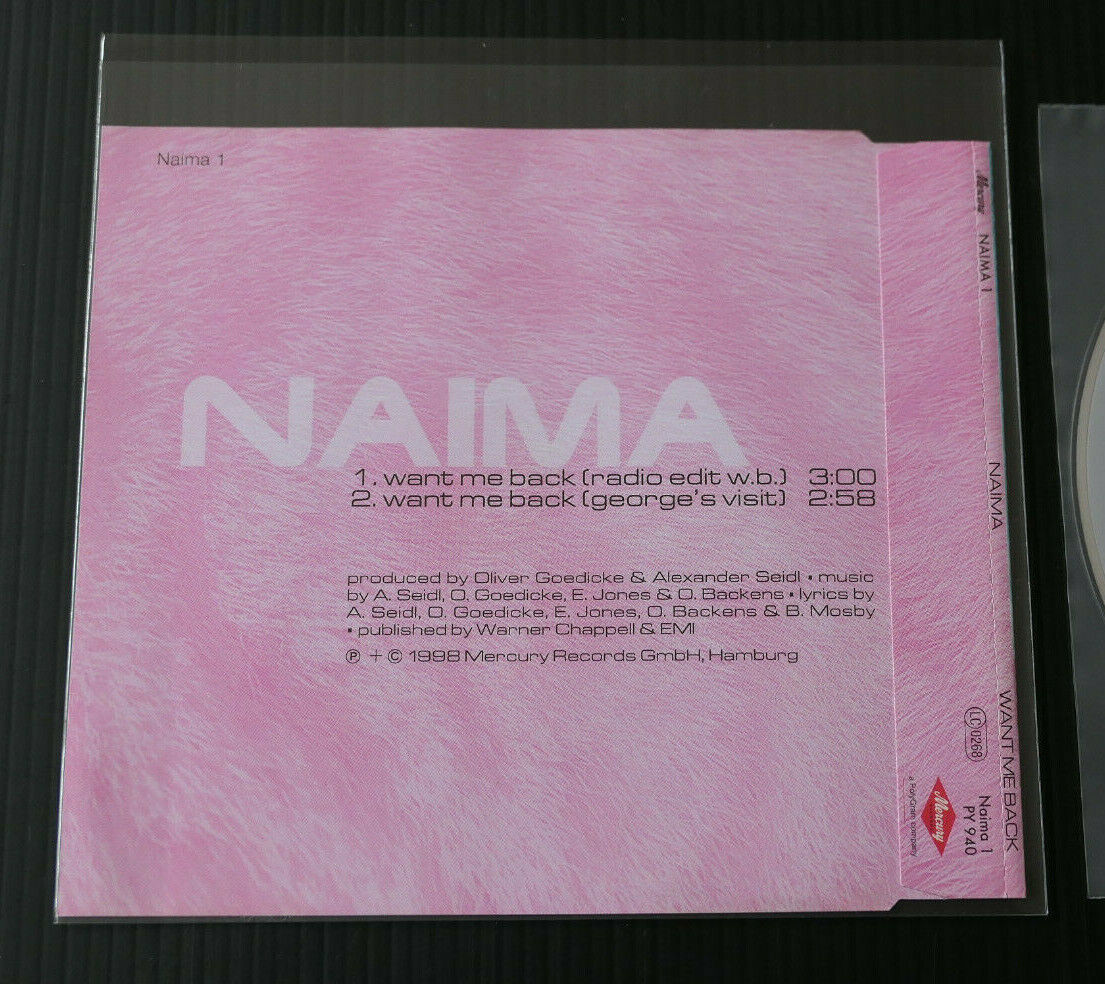 Naima 1
NAIMA
1. want me back (radio edit w.b.) 3:00
2. want me back (george's visit) 2:58
produced by Oliver Goedicke & Alexander Seidl • music
by A. Seidl, O. Goedicke, E. Jones & O. Backens • lyrics by
A. Seidl, O. Goedicke, E. Jones, O. Backens & B. Mosby
• published by Warner Chappell & EMI
℗ + © 1998 Mercury Records GmbH, Hamburg
Mercury NAIMA 1
NAIMA
WANT ME BACK
LC 0268
Naima 1
PY 940
Mercury
a PolyGram company